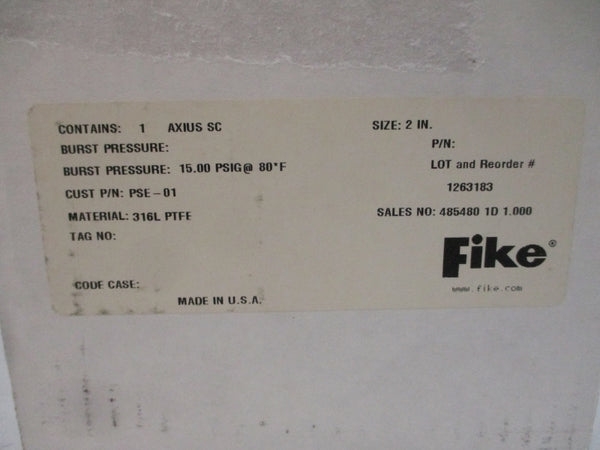 CONTAINS: 1 AXIUS SC
BURST PRESSURE:
BURST PRESSURE: 15.00 PSIG@ 80*F
CUST P/N: PSE-01
MATERIAL: 316L PTFE
TAG NO:
CODE CASE:
MADE IN U.S.A.
SIZE: 2 IN.
P/N:
LOT and Reorder #
1263183
SALES NO: 485480 1D 1.000
Fike®
www.fike.com